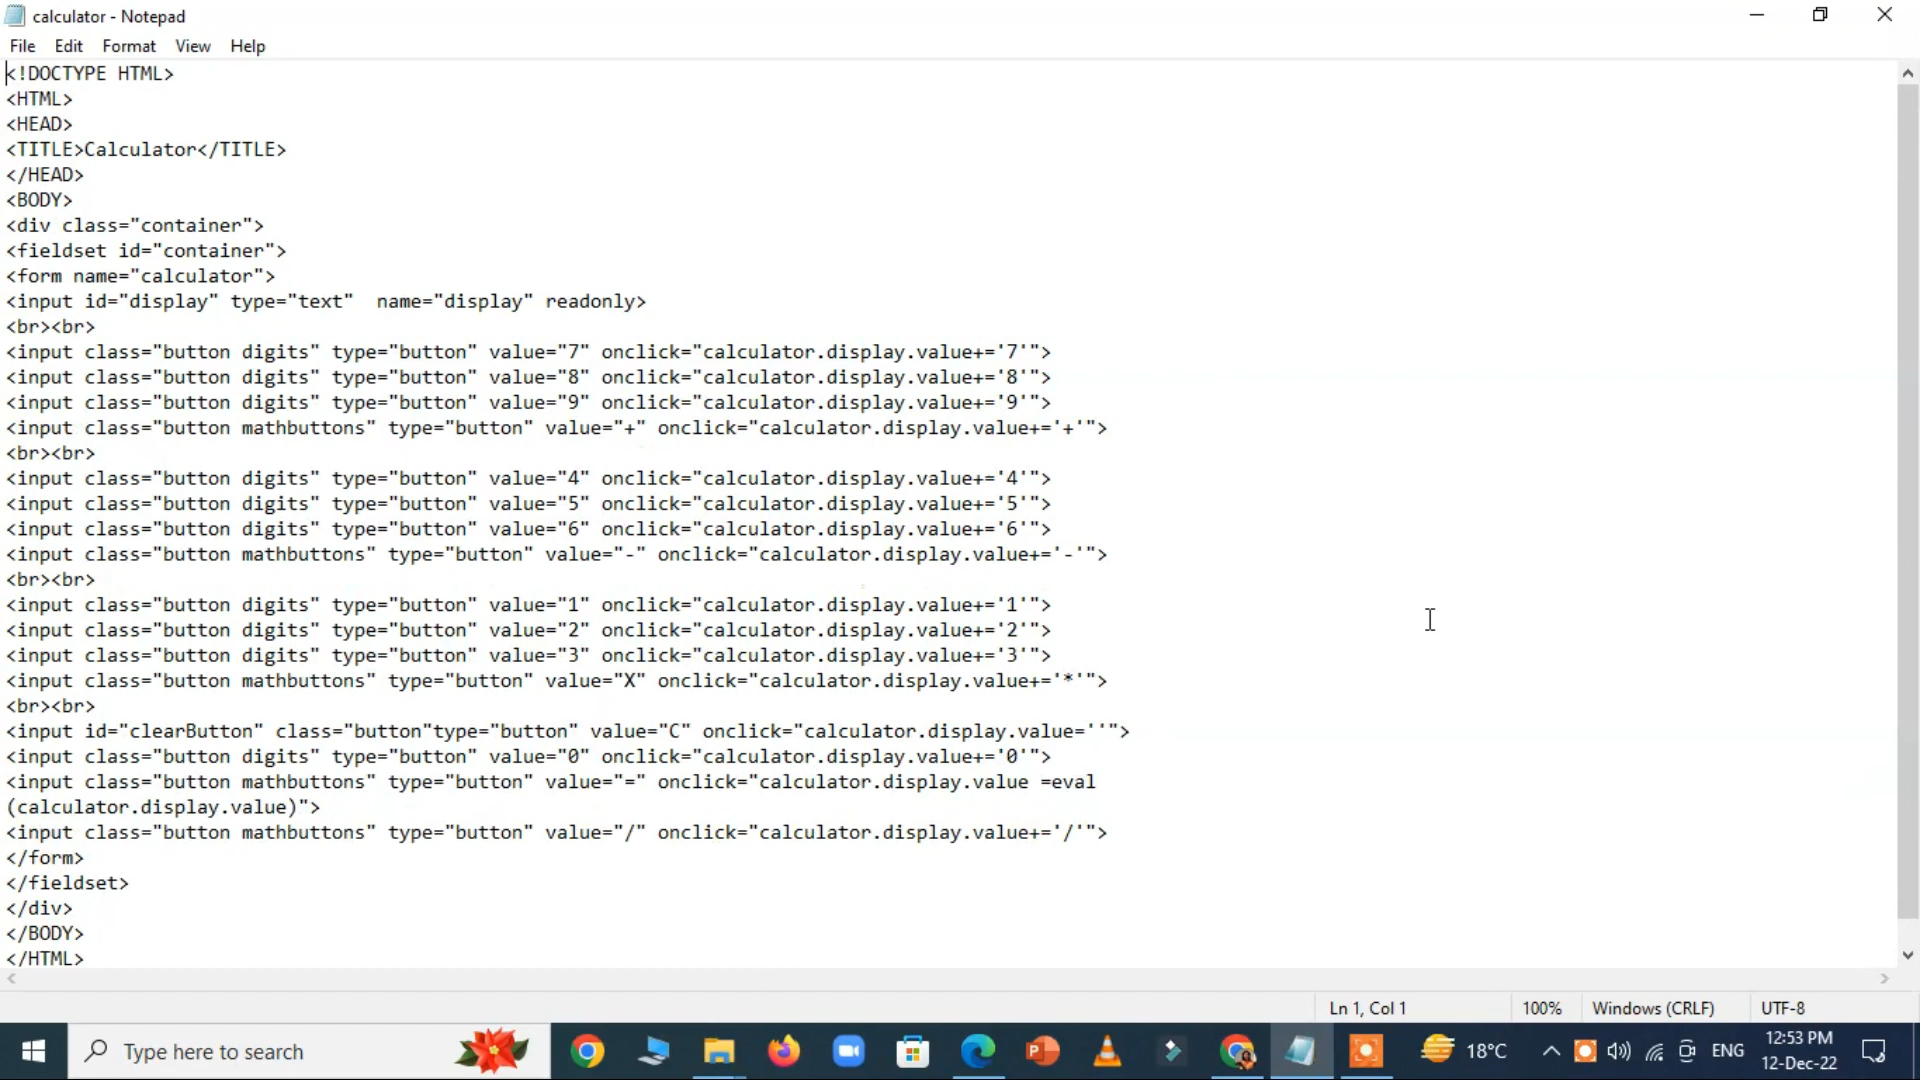 calculator - Notepad
File Edit Format View Help
<!DOCTYPE HTML>
<HTML>
<HEAD>
<TITLE>Calculator</TITLE>
</HEAD>
<BODY>
<div class="container">
<fieldset id="container">
<form name="calculator">
<input id="display" type="text"  name="display" readonly>
<br><br>
<input class="button digits" type="button" value="7" onclick="calculator.display.value+='7'">
<input class="button digits" type="button" value="8" onclick="calculator.display.value+='8'">
<input class="button digits" type="button" value="9" onclick="calculator.display.value+='9'">
<input class="button mathbuttons" type="button" value="+" onclick="calculator.display.value+='+'">
<br><br>
<input class="button digits" type="button" value="4" onclick="calculator.display.value+='4'">
<input class="button digits" type="button" value="5" onclick="calculator.display.value+='5'">
<input class="button digits" type="button" value="6" onclick="calculator.display.value+='6'">
<input class="button mathbuttons" type="button" value="-" onclick="calculator.display.value+='-'">
<br><br>
<input class="button digits" type="button" value="1" onclick="calculator.display.value+='1'">
<input class="button digits" type="button" value="2" onclick="calculator.display.value+='2'">
<input class="button digits" type="button" value="3" onclick="calculator.display.value+='3'">
<input class="button mathbuttons" type="button" value="X" onclick="calculator.display.value+='*'">
<br><br>
<input id="clearButton" class="button"type="button" value="C" onclick="calculator.display.value=''">
<input class="button digits" type="button" value="0" onclick="calculator.display.value+='0'">
<input class="button mathbuttons" type="button" value="=" onclick="calculator.display.value =eval
(calculator.display.value)">
<input class="button mathbuttons" type="button" value="/" onclick="calculator.display.value+='/'">
</form>
</fieldset>
</div>
</BODY>
</HTML>
Ln 1, Col 1 100% Windows (CRLF) UTF-8
Type here to search 18°C ENG 12:53 PM
12-Dec-22